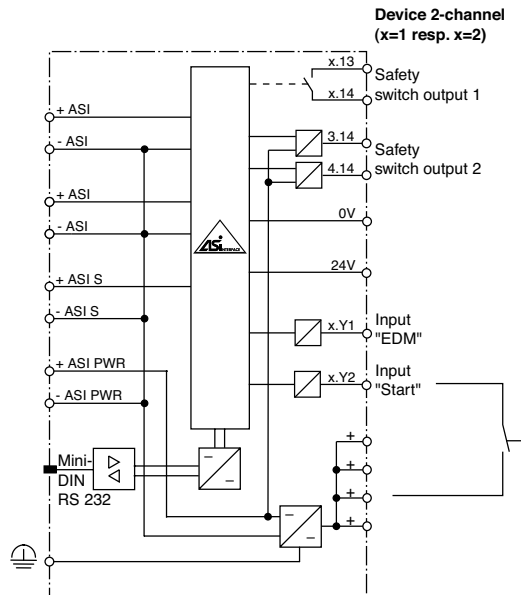 Device 2-channel
(x=1 resp. x=2)
x.13
Safety
switch output 1
x.14
+ ASI
- ASI
3.14
Safety
switch output 2
4.14
+ ASI
- ASI
0V
ASi
INTERFACE
24V
+ ASI S
- ASI S
x.Y1
Input
"EDM"
+ ASI PWR
- ASI PWR
x.Y2
Input
"Start"
+
+
+
+
Mini-
DIN
RS 232